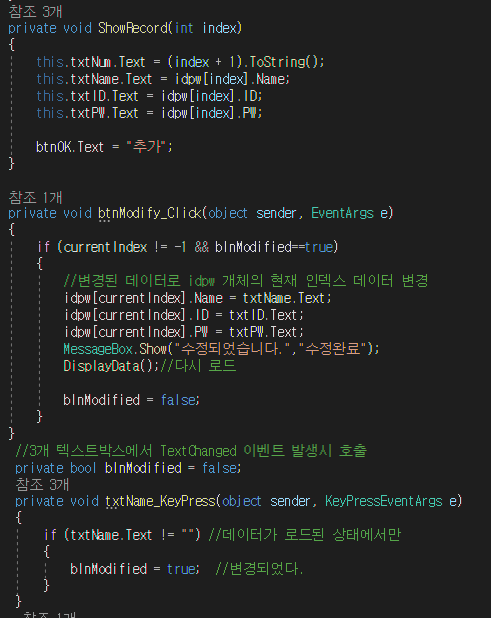 참조 3개
private void ShowRecord(int index)
{
this.txtNum.Text = (index + 1).ToString();
this.txtName.Text = idpw[index].Name;
this.txtID.Text = idpw[index].ID;
this.txtPW.Text = idpw[index].PW;
btnOK.Text = "추가";
}
참조 1개
private void btnModify_Click(object sender, EventArgs e)
{
if (currentIndex != -1 && blnModified==true)
{
//변경된 데이터로 idpw 개체의 현재 인덱스 데이터 변경
idpw[currentIndex].Name = txtName.Text;
idpw[currentIndex].ID = txtID.Text;
idpw[currentIndex].PW = txtPW.Text;
MessageBox.Show("수정되었습니다.","수정완료");
DisplayData();//다시 로드
blnModified = false;
}
}
//3개 텍스트박스에서 TextChanged 이벤트 발생시 호출
private bool blnModified = false;
참조 3개
private void txtName_KeyPress(object sender, KeyPressEventArgs e)
{
if (txtName.Text != "") //데이터가 로드된 상태에서만
{
blnModified = true; //변경되었다.
}
}
참조 1개